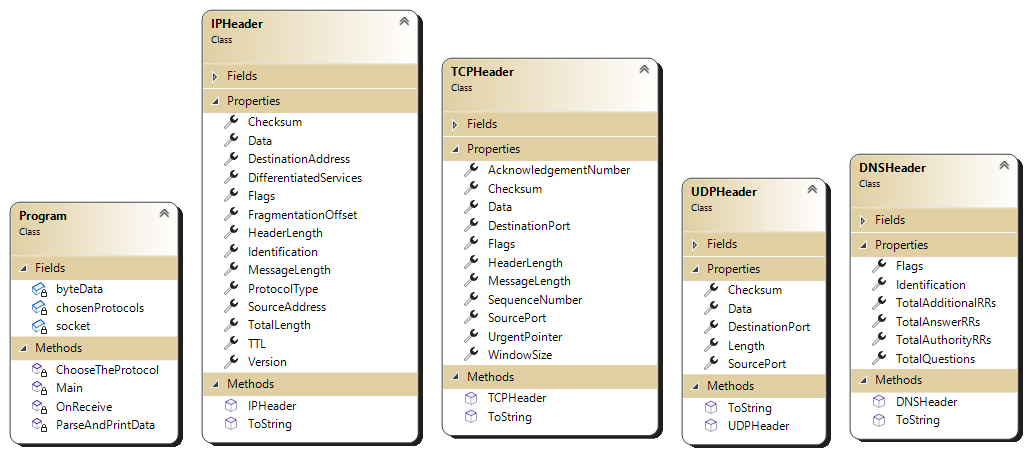 Program
Class
Fields
byteData
chosenProtocols
socket
Methods
ChooseTheProtocol
Main
OnReceive
ParseAndPrintData
IPHeader
Class
Fields
Properties
Checksum
Data
DestinationAddress
DifferentiatedServices
Flags
FragmentationOffset
HeaderLength
Identification
MessageLength
ProtocolType
SourceAddress
TotalLength
TTL
Version
Methods
IPHeader
ToString
TCPHeader
Class
Fields
Properties
AcknowledgementNumber
Checksum
Data
DestinationPort
Flags
HeaderLength
MessageLength
SequenceNumber
SourcePort
UrgentPointer
WindowSize
Methods
TCPHeader
ToString
UDPHeader
Class
Fields
Properties
Checksum
Data
DestinationPort
Length
SourcePort
Methods
ToString
UDPHeader
DNSHeader
Class
Fields
Properties
Flags
Identification
TotalAdditionalRRs
TotalAnswerRRs
TotalAuthorityRRs
TotalQuestions
Methods
DNSHeader
ToString